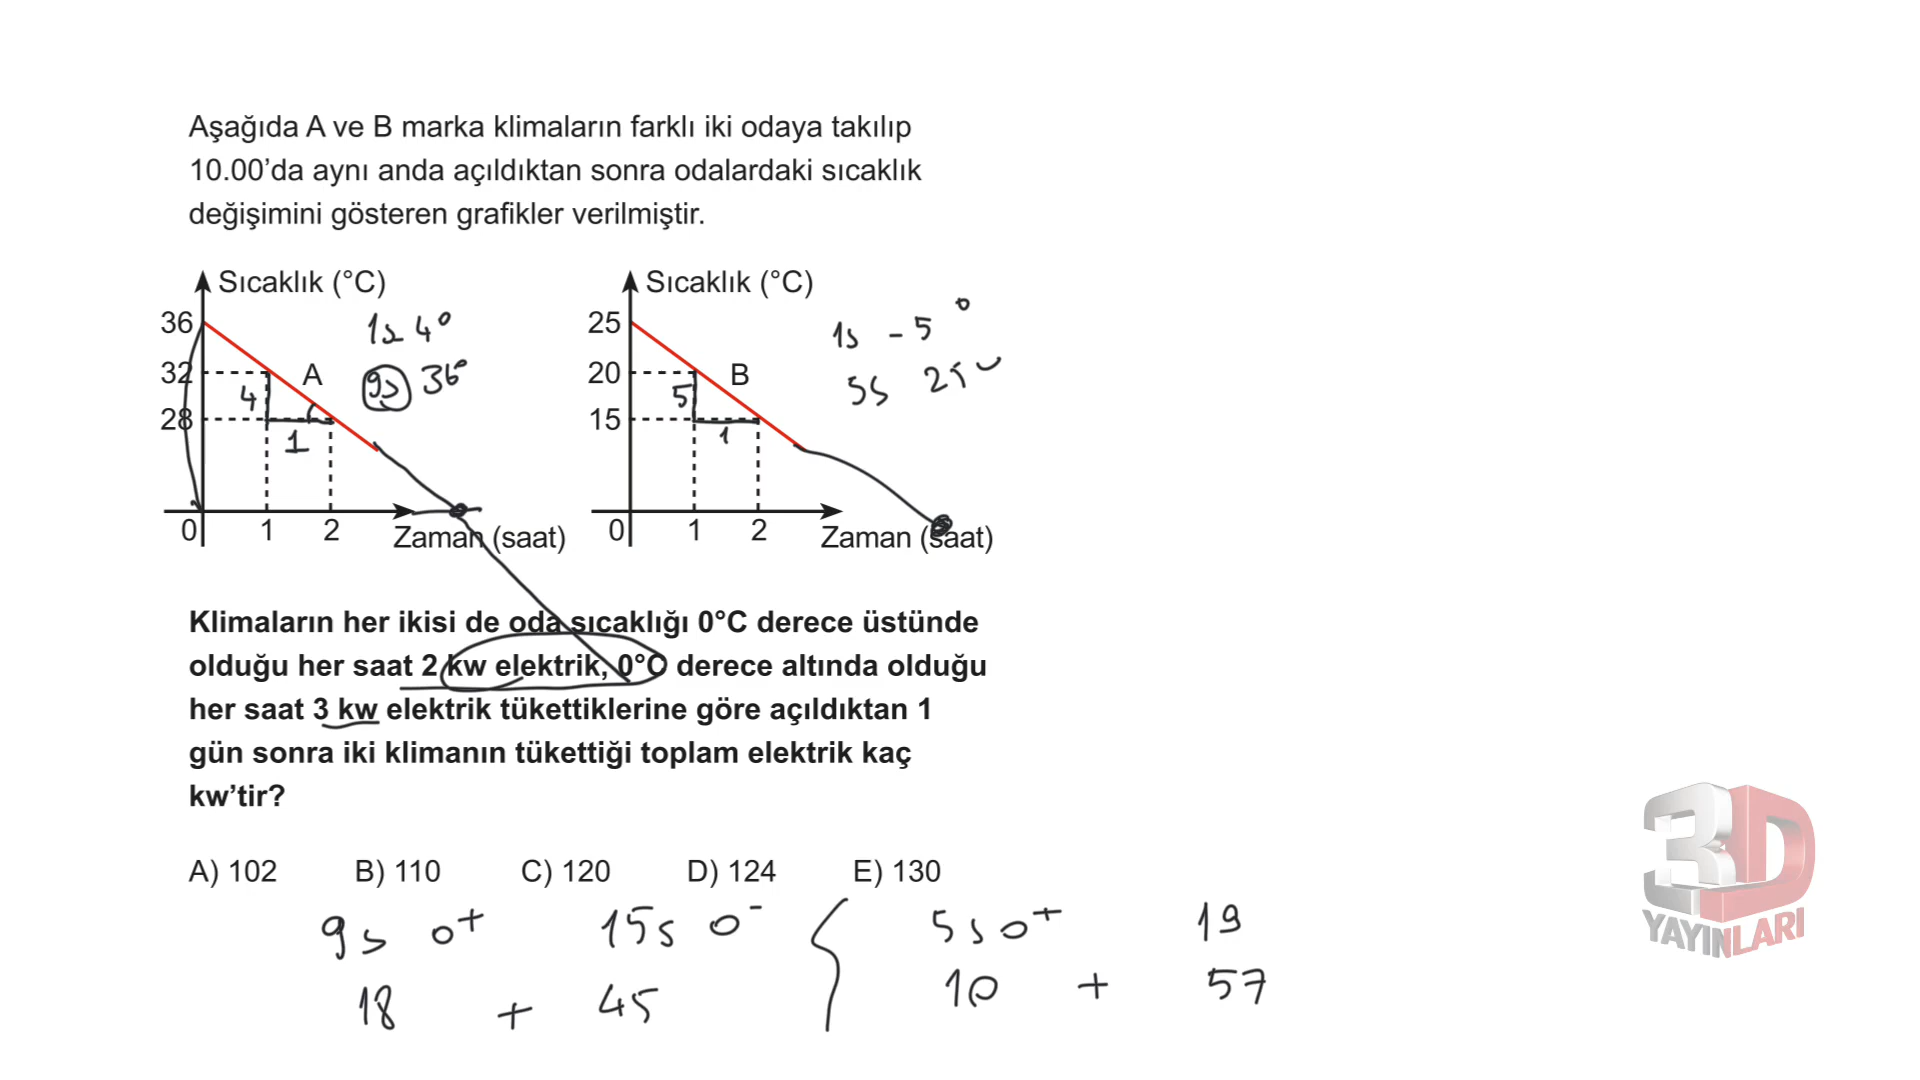 Aşağıda A ve B marka klimaların farklı iki odaya takılıp
10.00'da aynı anda açıldıktan sonra odalardaki sıcaklık
değişimini gösteren grafikler verilmiştir.
Sıcaklık (°C)
36
32
28
A
4
1
0 1 2
Zaman (saat)
1s 4°
9s 36°
Sıcaklık (°C)
25
20
15
B
5
1
0 1 2
Zaman (saat)
1s - 5°
5s 25
Klimaların her ikisi de oda sıcaklığı 0°C derece üstünde
olduğu her saat 2 kw elektrik, 0°C derece altında olduğu
her saat 3 kw elektrik tükettiklerine göre açıldıktan 1
gün sonra iki klimanın tükettiği toplam elektrik kaç
kw'tir?
A) 102 B) 110 C) 120 D) 124 E) 130
9s 0+ 15s 0- 5s 0+ 19
18 + 45 10 + 57
3D
YAYINLARI